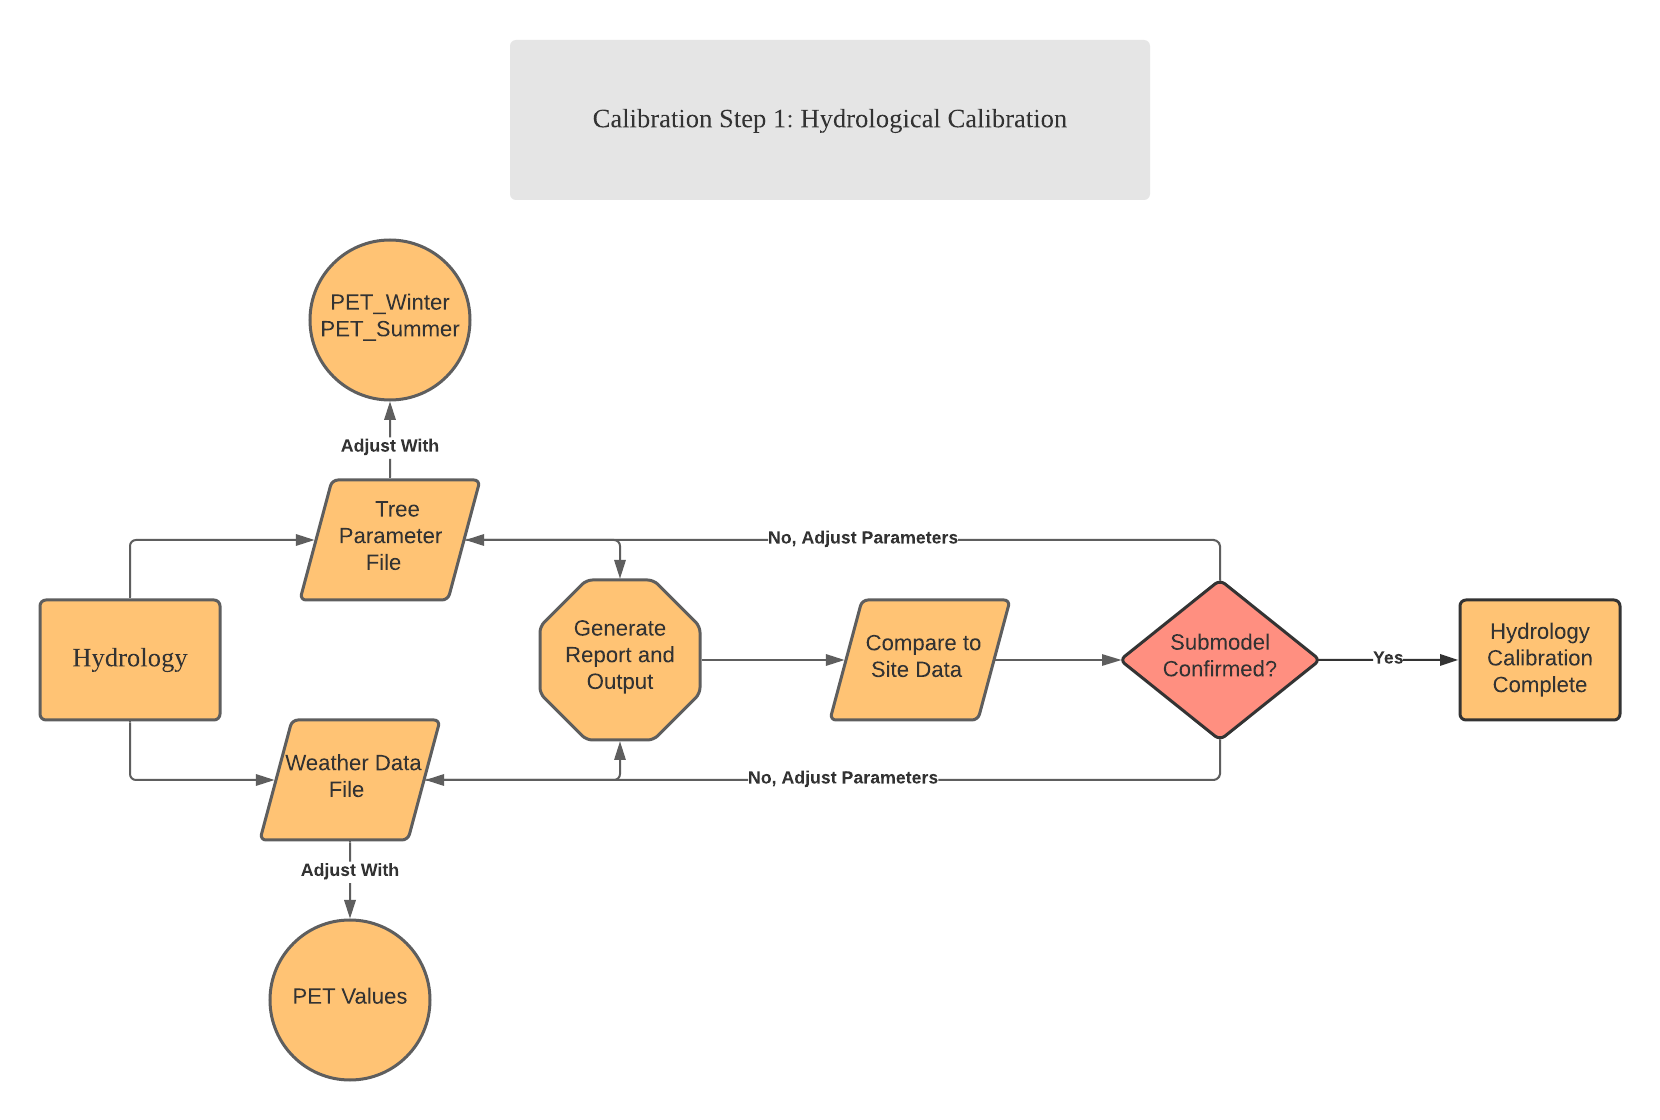 Calibration Step 1: Hydrological Calibration
PET_Winter
PET_Summer
Adjust With
Tree
Parameter
File
No, Adjust Parameters
Hydrology
Generate
Report and
Output
Compare to
Site Data
Submodel
Confirmed?
Yes
Hydrology
Calibration
Complete
Weather Data
File
No, Adjust Parameters
Adjust With
PET Values